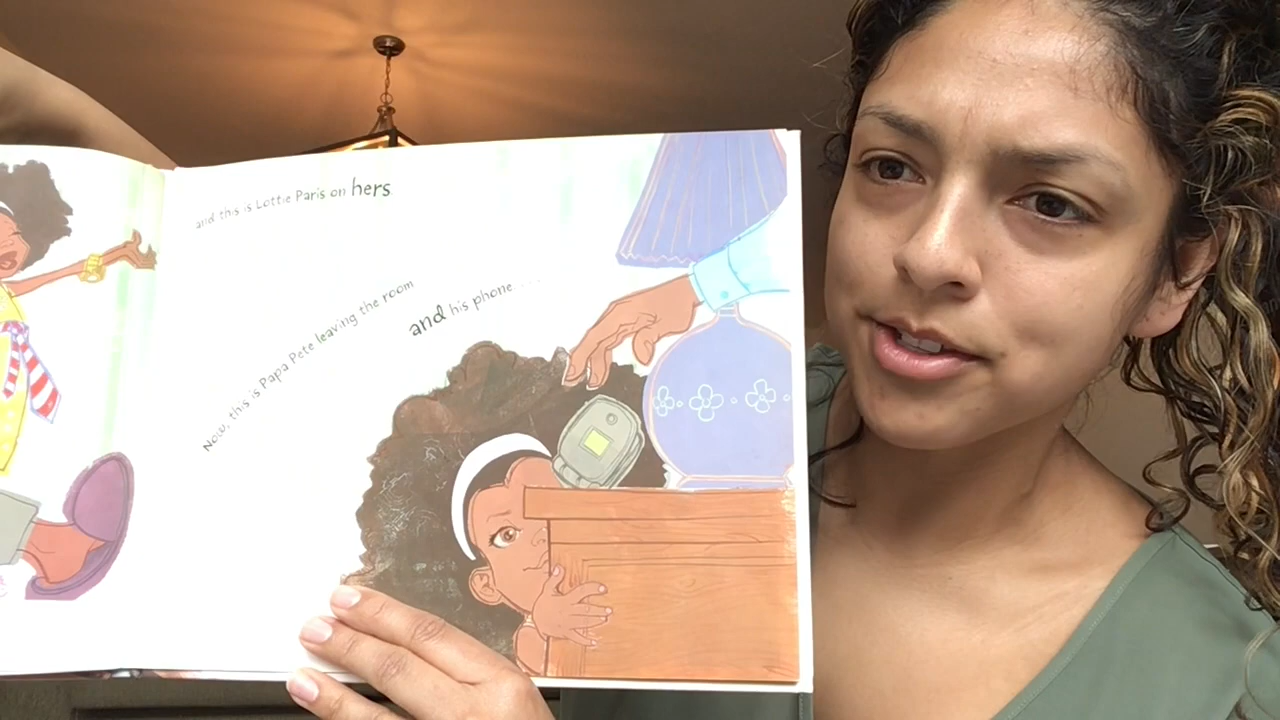 and this is Lottie Paris on hers.
Now, this is Papa Pete leaving the room
and his phone. . . .